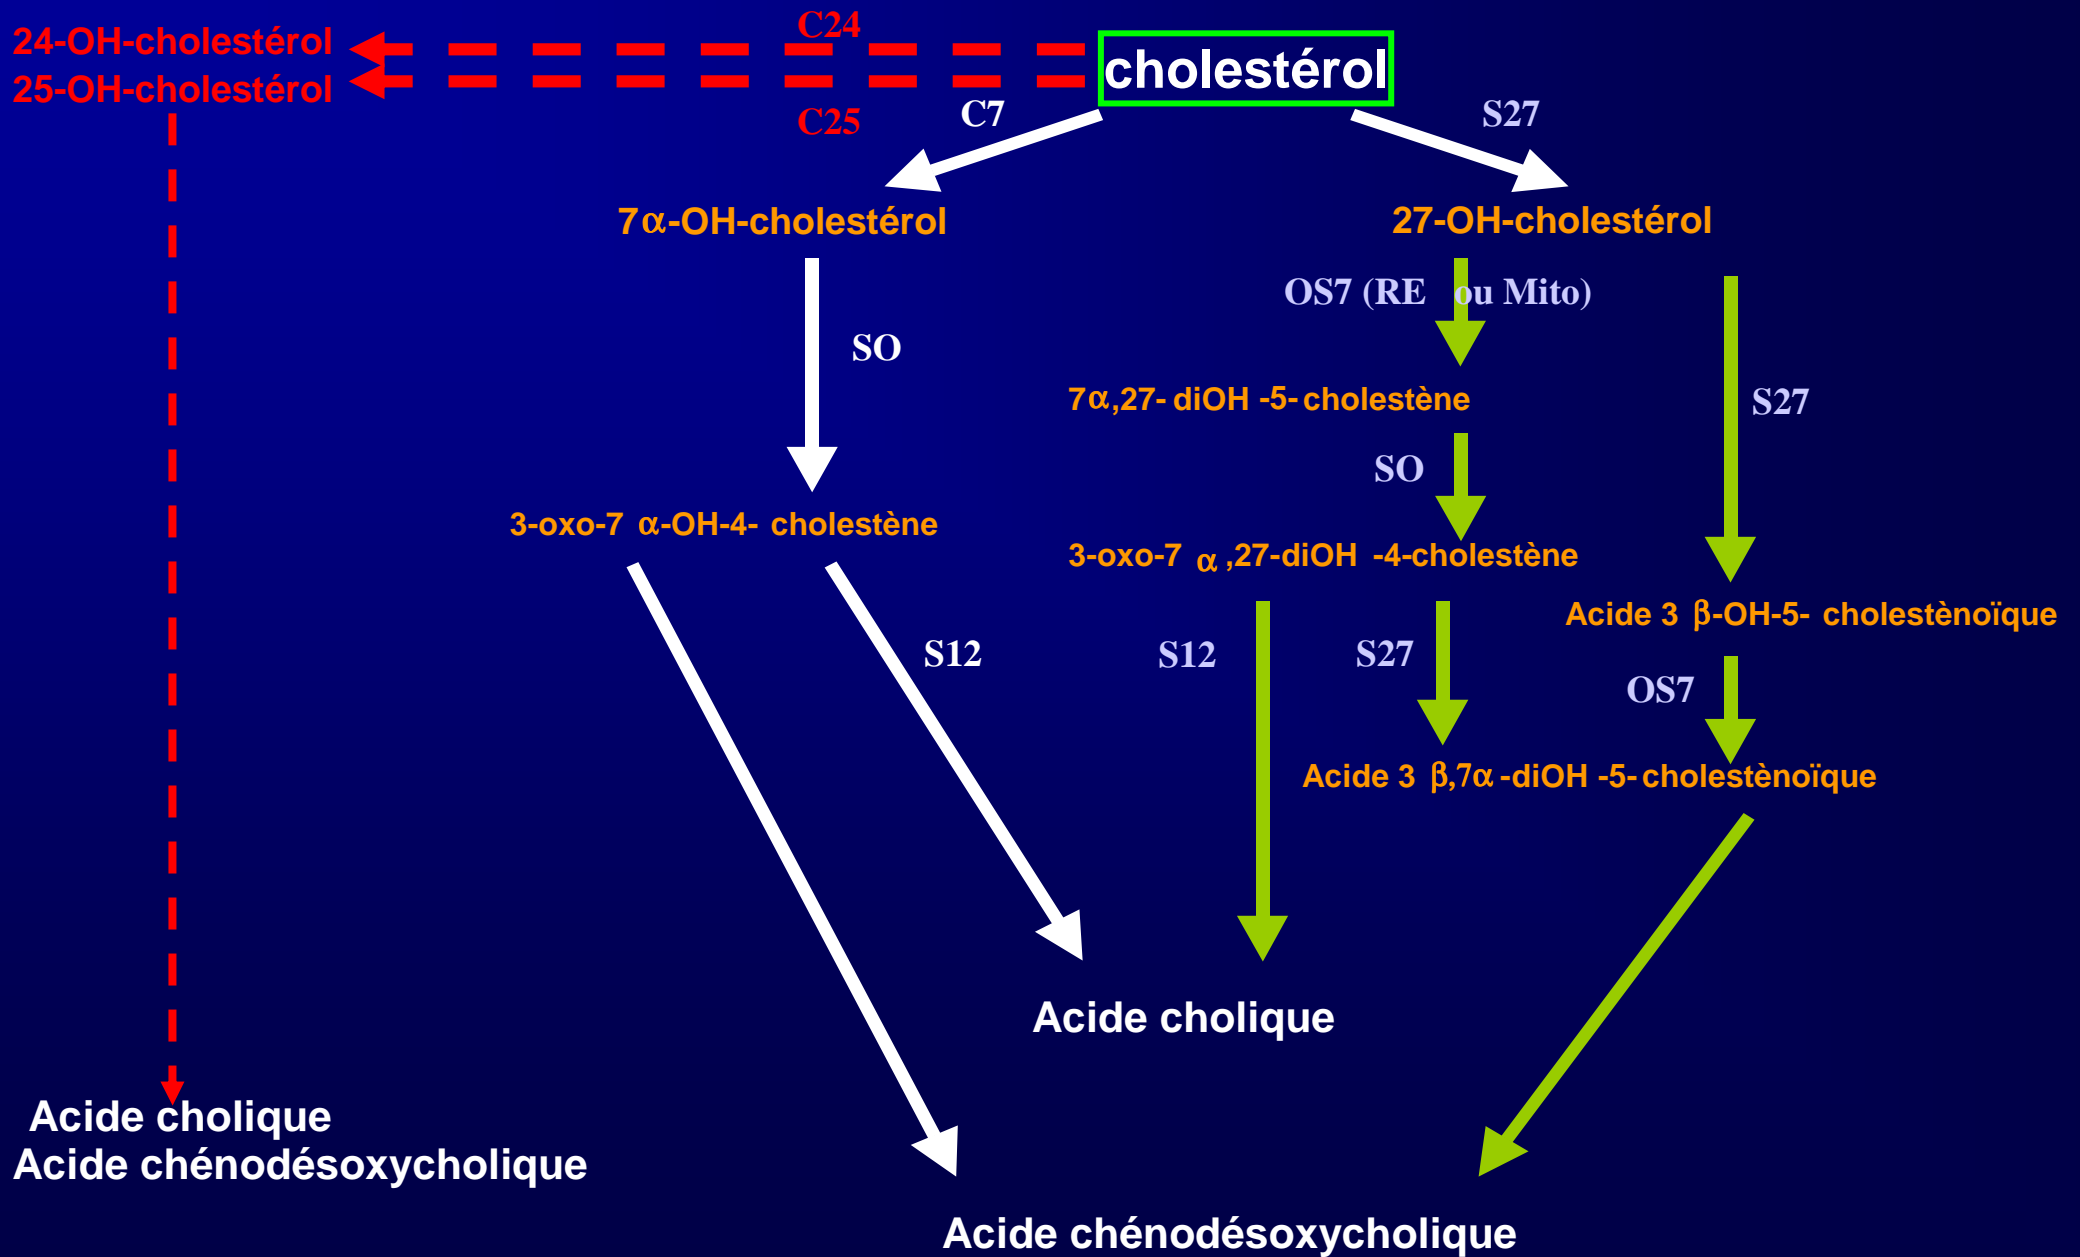 C24
24-OH-cholestérol
25-OH-cholestérol
cholestérol
C25
C7
S27
7α-OH-cholestérol
27-OH-cholestérol
OS7 (RE ou Mito)
SO
7α,27- diOH -5- cholestène
S27
SO
3-oxo-7 α-OH-4- cholestène
3-oxo-7 α ,27-diOH -4-cholestène
Acide 3 β-OH-5- cholestènoïque
S12
S12
S27
OS7
Acide 3 β,7α -diOH -5- cholestènoïque
Acide cholique
Acide cholique
Acide chénodésoxycholique
Acide chénodésoxycholique